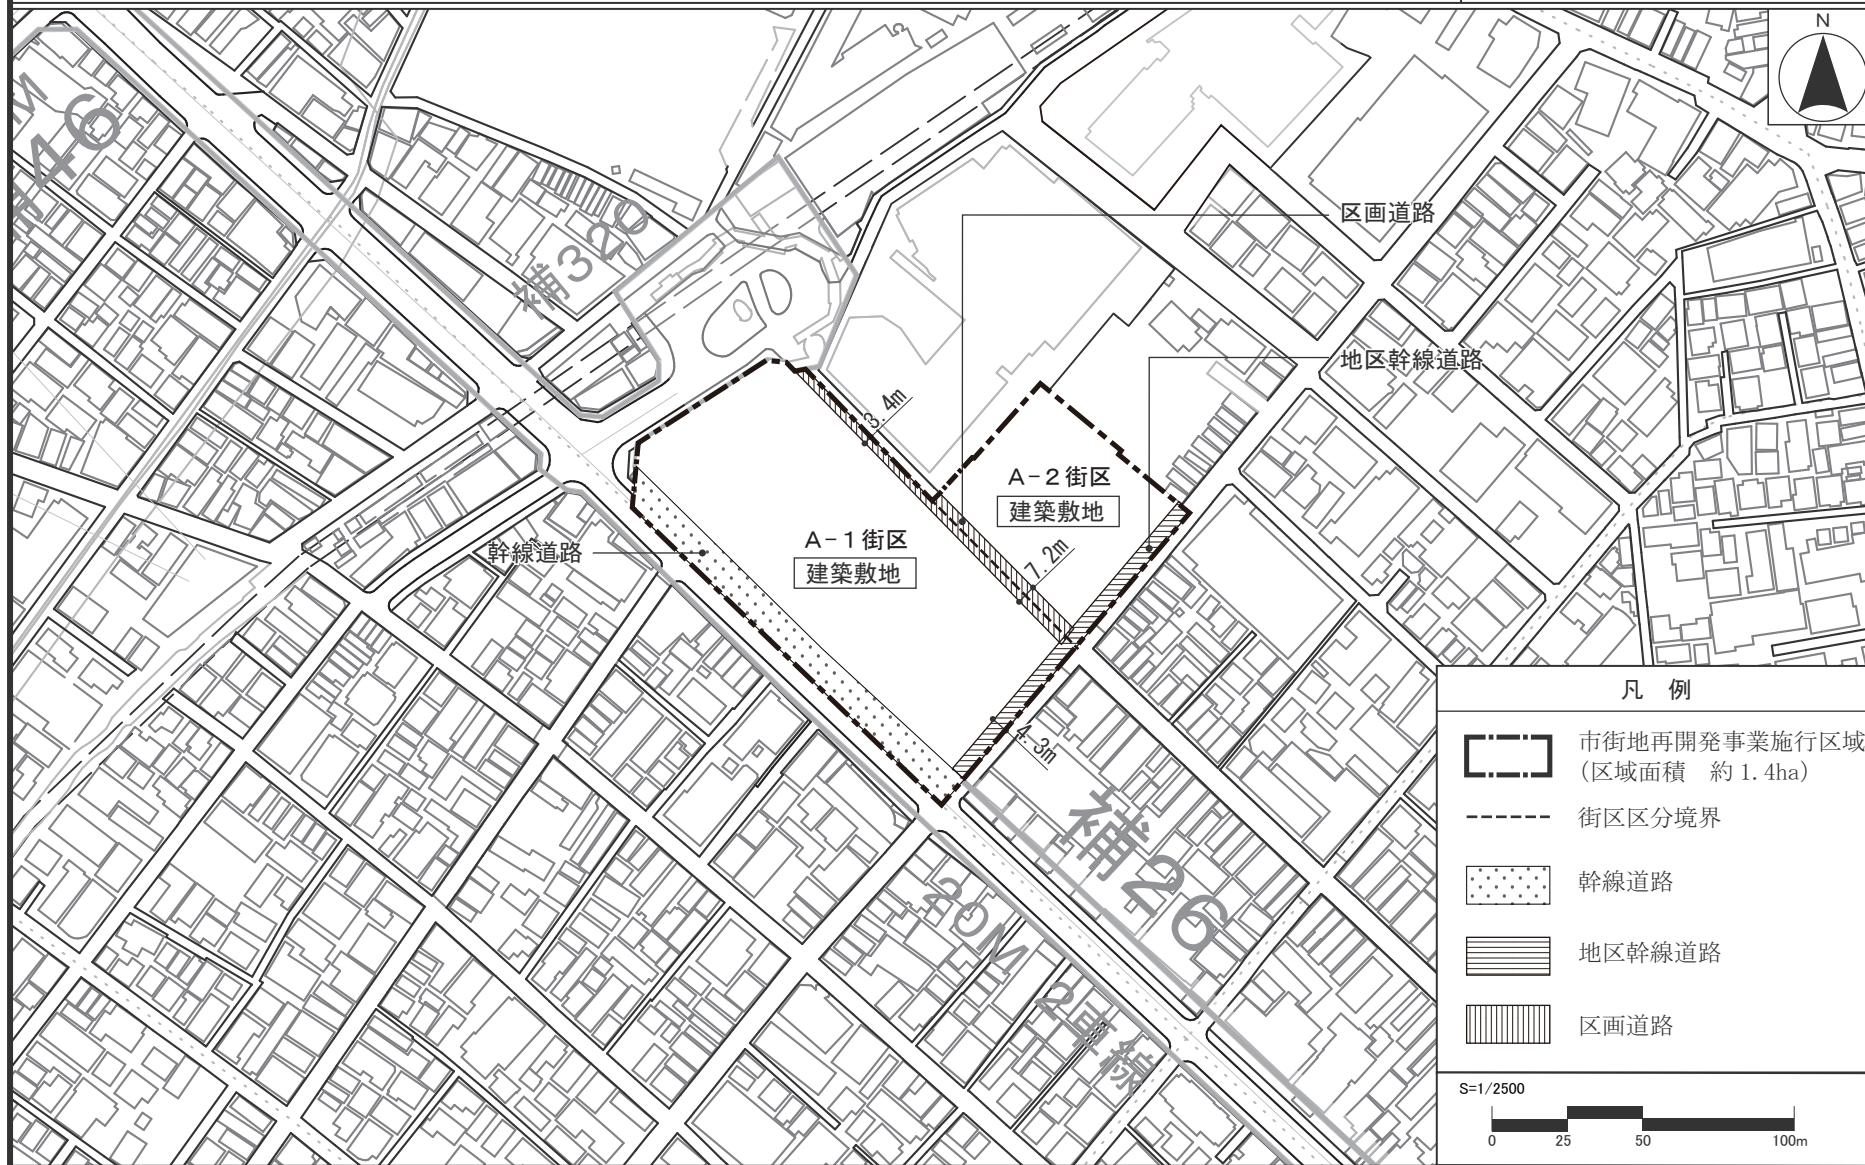 N
補46
補320
区画道路
地区幹線道路
3.4m
A-2街区
建築敷地
A-1街区
建築敷地
幹線道路
7.2m
4.3m
補26
20M 2車線
凡 例
市街地再開発事業施行区域
(区域面積 約1.4ha)
街区区分境界
幹線道路
地区幹線道路
区画道路
S=1/2500
0 25 50 100m